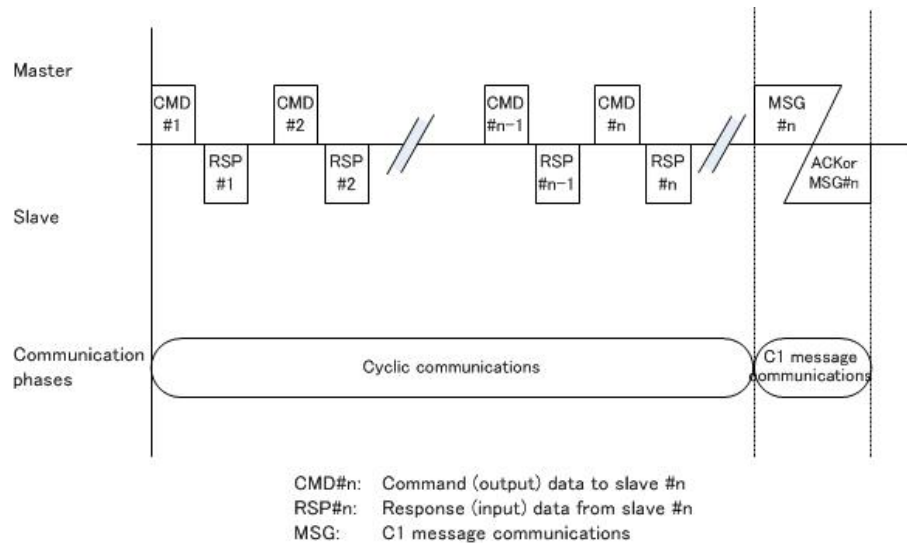 Master
CMD
#1
CMD
#2
CMD
#n-1
CMD
#n
MSG
#n
RSP
#1
RSP
#2
RSP
#n-1
RSP
#n
ACKor
MSG#n
Slave
Communication
phases
Cyclic communications
C1 message
communications
CMD#n: Command (output) data to slave #n
RSP#n: Response (input) data from slave #n
MSG: C1 message communications